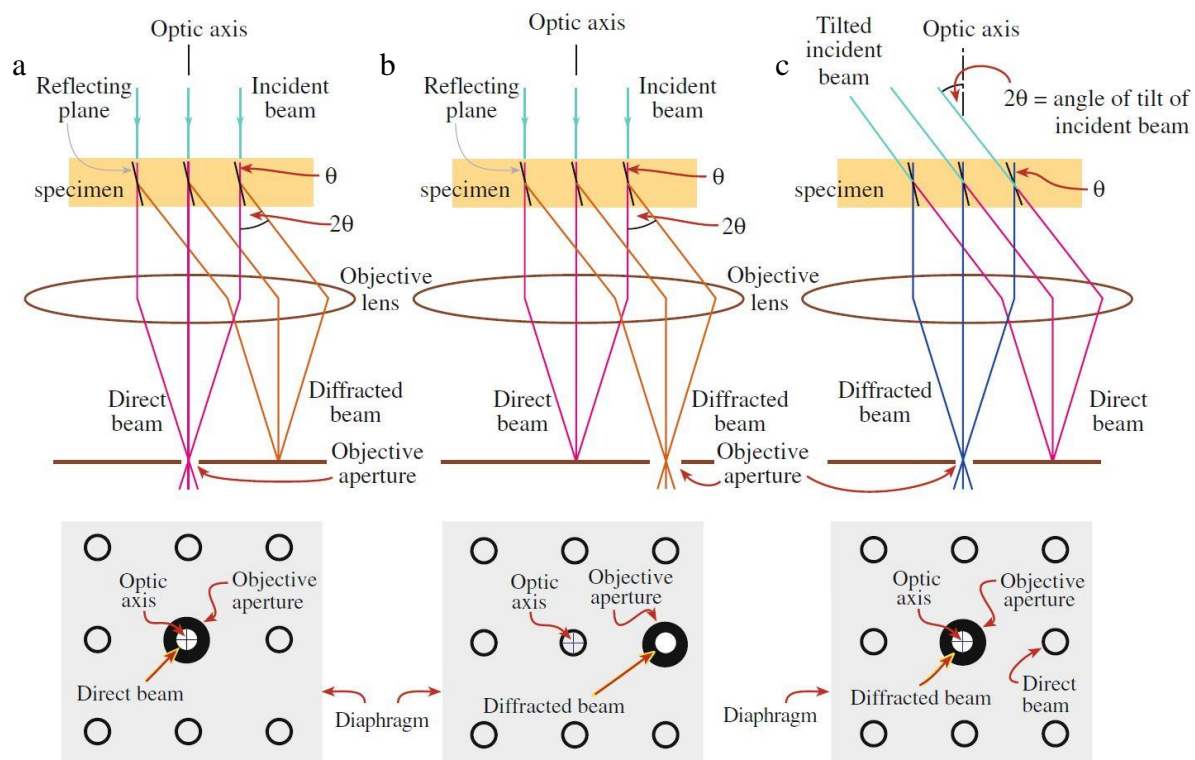 a
Optic axis
Reflecting
plane
Incident
beam
specimen
θ
2θ
Objective
lens
Direct
beam
Diffracted
beam
Objective
aperture
Optic
axis
Objective
aperture
Direct beam
b
Optic axis
Reflecting
plane
Incident
beam
specimen
θ
2θ
Objective
lens
Direct
beam
Diffracted
beam
Objective
aperture
Optic
axis
Objective
aperture
Diffracted beam
Diaphragm
c
Tilted
incident
beam
Optic axis
2θ = angle of tilt of
incident beam
specimen
θ
Objective
lens
Diffracted
beam
Direct
beam
Optic
axis
Objective
aperture
Diffracted beam
Direct
beam
Diaphragm